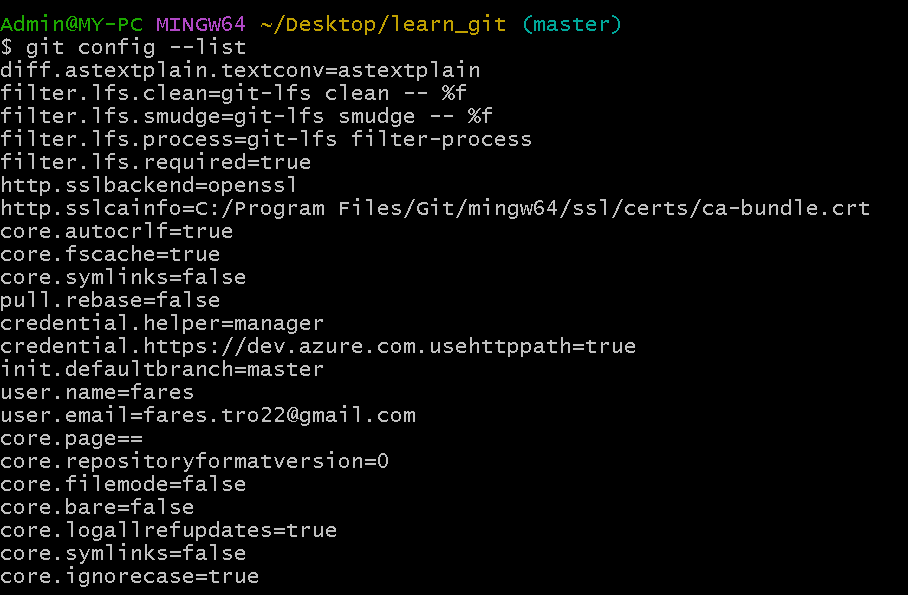 Admin@MY-PC MINGW64 ~/Desktop/learn_git (master)
$ git config --list
diff.astextplain.textconv=astextplain
filter.lfs.clean=git-lfs clean -- %f
filter.lfs.smudge=git-lfs smudge -- %f
filter.lfs.process=git-lfs filter-process
filter.lfs.required=true
http.sslbackend=openssl
http.sslcainfo=C:/Program Files/Git/mingw64/ssl/certs/ca-bundle.crt
core.autocrlf=true
core.fscache=true
core.symlinks=false
pull.rebase=false
credential.helper=manager
credential.https://dev.azure.com.usehttppath=true
init.defaultbranch=master
user.name=fares
user.email=fares.tro22@gmail.com
core.page==
core.repositoryformatversion=0
core.filemode=false
core.bare=false
core.logallrefupdates=true
core.symlinks=false
core.ignorecase=true